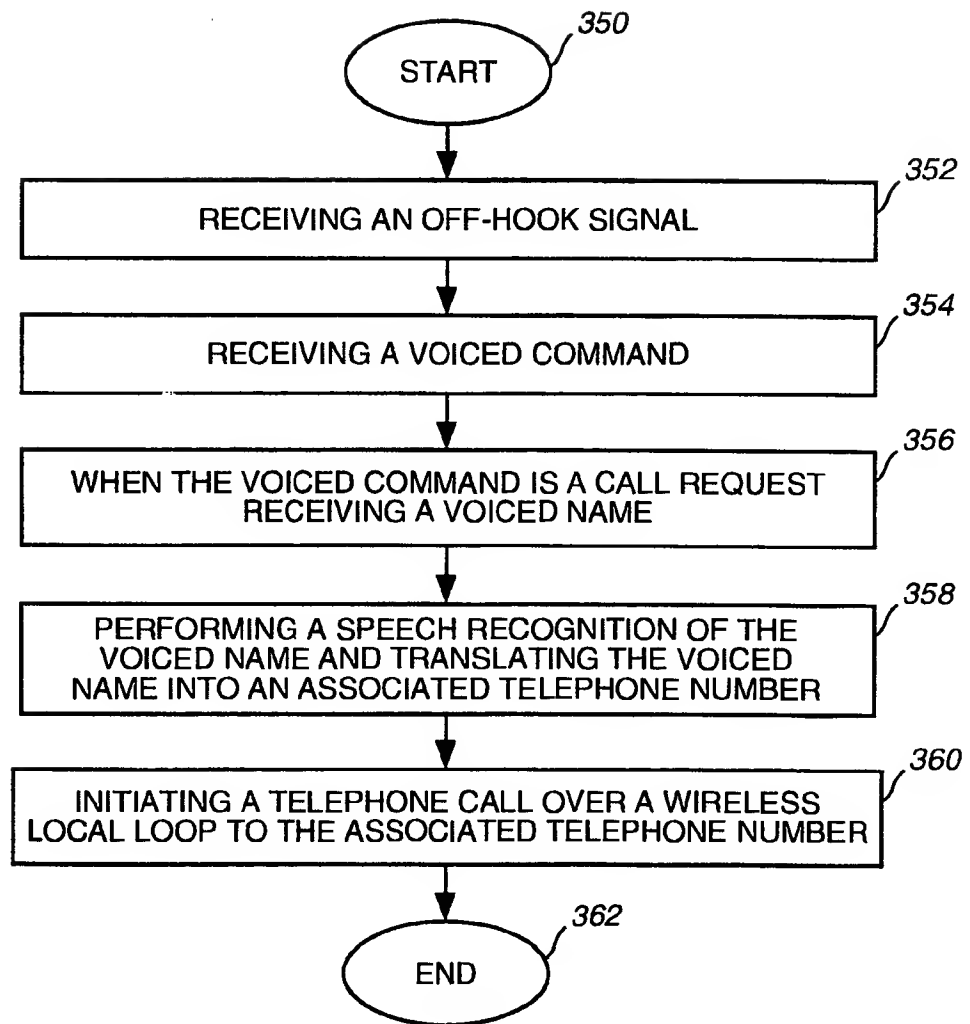 350
START
352
RECEIVING AN OFF-HOOK SIGNAL
354
RECEIVING A VOICED COMMAND
356
WHEN THE VOICED COMMAND IS A CALL REQUEST
RECEIVING A VOICED NAME
358
PERFORMING A SPEECH RECOGNITION OF THE
VOICED NAME AND TRANSLATING THE VOICED
NAME INTO AN ASSOCIATED TELEPHONE NUMBER
360
INITIATING A TELEPHONE CALL OVER A WIRELESS
LOCAL LOOP TO THE ASSOCIATED TELEPHONE NUMBER
362
END